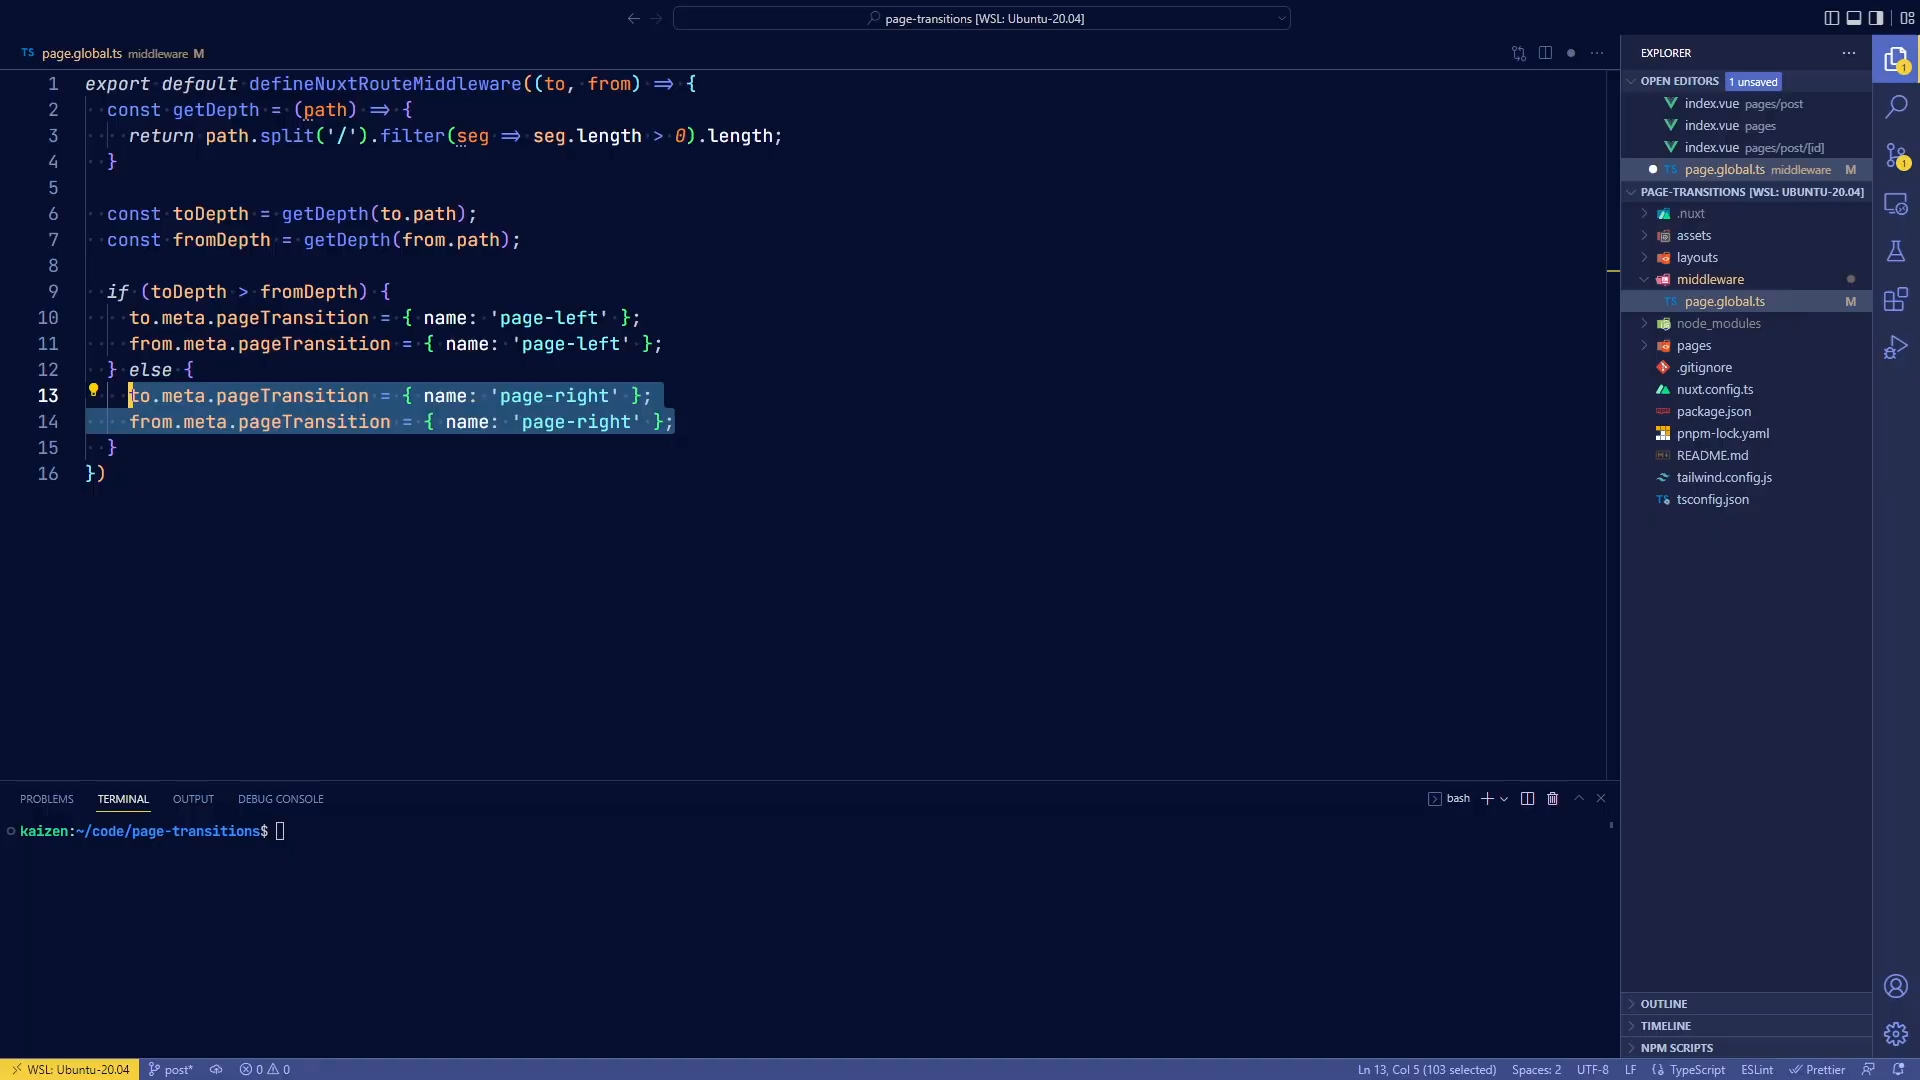 page-transitions [WSL: Ubuntu-20.04]
TS page.global.ts middleware M
1 export default defineNuxtRouteMiddleware((to, from) => {
2 const getDepth = (path) => {
3 return path.split('/').filter(seg => seg.length > 0).length;
4 }
5
6 const toDepth = getDepth(to.path);
7 const fromDepth = getDepth(from.path);
8
9 if (toDepth > fromDepth) {
10 to.meta.pageTransition = { name: 'page-left' };
11 from.meta.pageTransition = { name: 'page-left' };
12 } else {
13 to.meta.pageTransition = { name: 'page-right' };
14 from.meta.pageTransition = { name: 'page-right' };
15 }
16 })
EXPLORER
OPEN EDITORS 1 unsaved
index.vue pages/post
index.vue pages
index.vue pages/post/[id]
TS page.global.ts middleware M
PAGE-TRANSITIONS [WSL: UBUNTU-20.04]
.nuxt
assets
layouts
middleware
TS page.global.ts M
node_modules
pages
.gitignore
nuxt.config.ts
package.json
pnpm-lock.yaml
README.md
tailwind.config.js
TS tsconfig.json
OUTLINE
TIMELINE
NPM SCRIPTS
1
1
PROBLEMS TERMINAL OUTPUT DEBUG CONSOLE
bash
kaizen:~/code/page-transitions$
WSL: Ubuntu-20.04 post* 0 0
Ln 13, Col 5 (103 selected) Spaces: 2 UTF-8 LF {} TypeScript ESLint Prettier